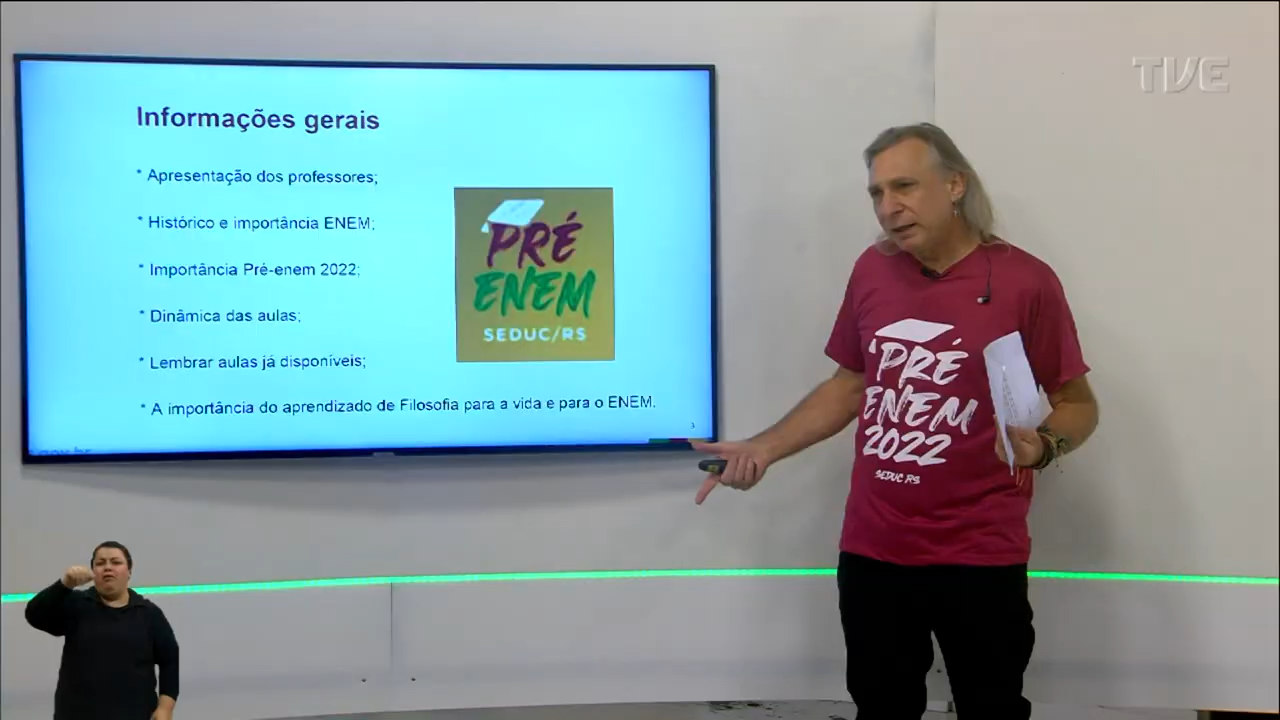 TVE
Informações gerais
* Apresentação dos professores;
* Histórico e importância ENEM;
* Importância Pré-enem 2022;
* Dinâmica das aulas;
* Lembrar aulas já disponíveis;
* A importância do aprendizado de Filosofia para a vida e para o ENEM.
3
PRÉ
ENEM
SEDUC/RS
PRÉ
ENEM
2022
SEDUC RS